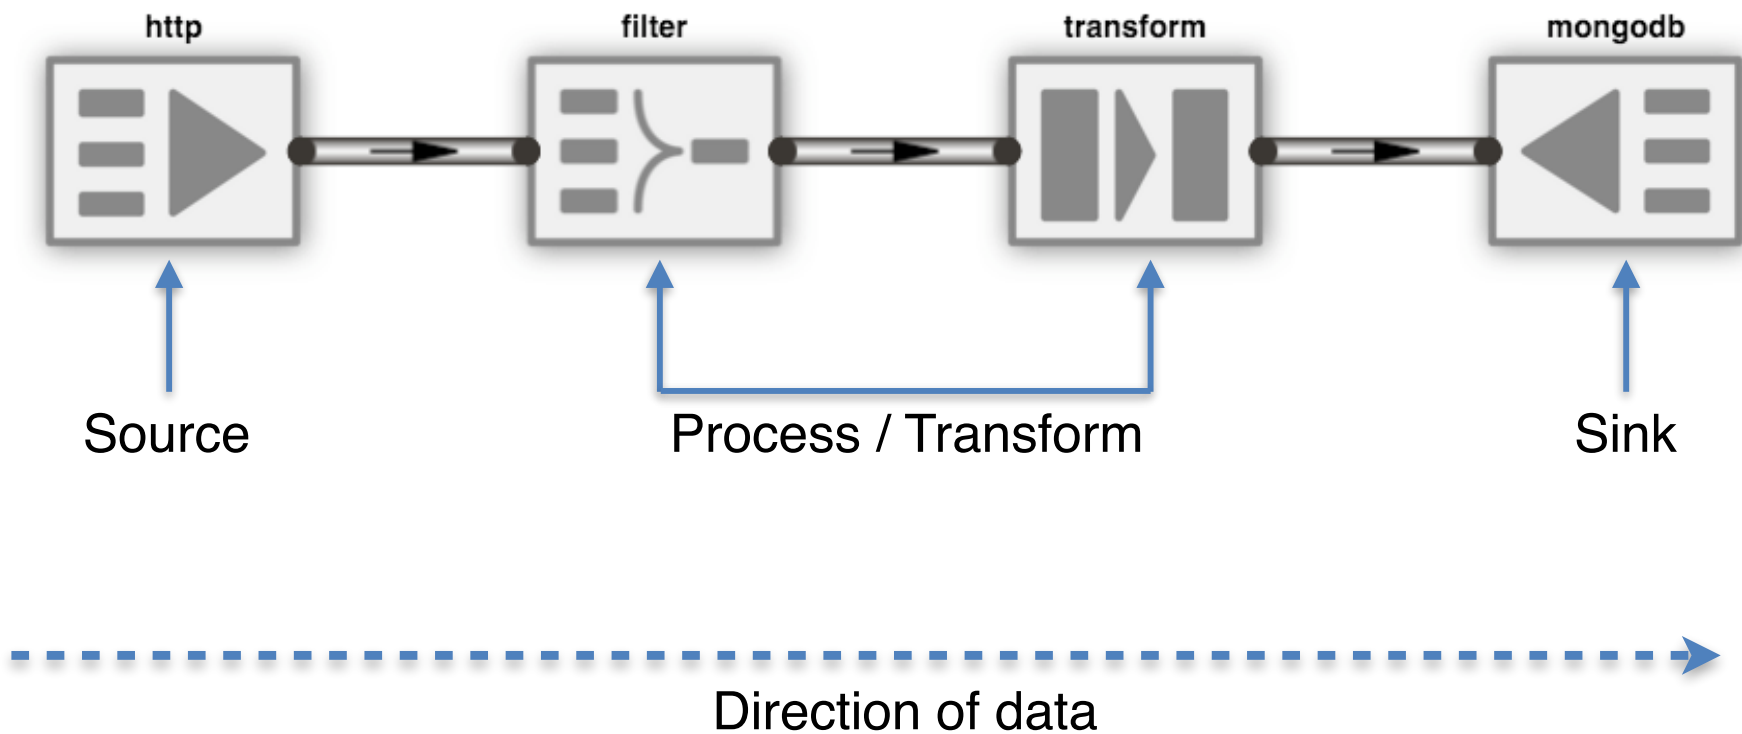 http
filter
transform
mongodb
Source
Process / Transform
Sink
Direction of data